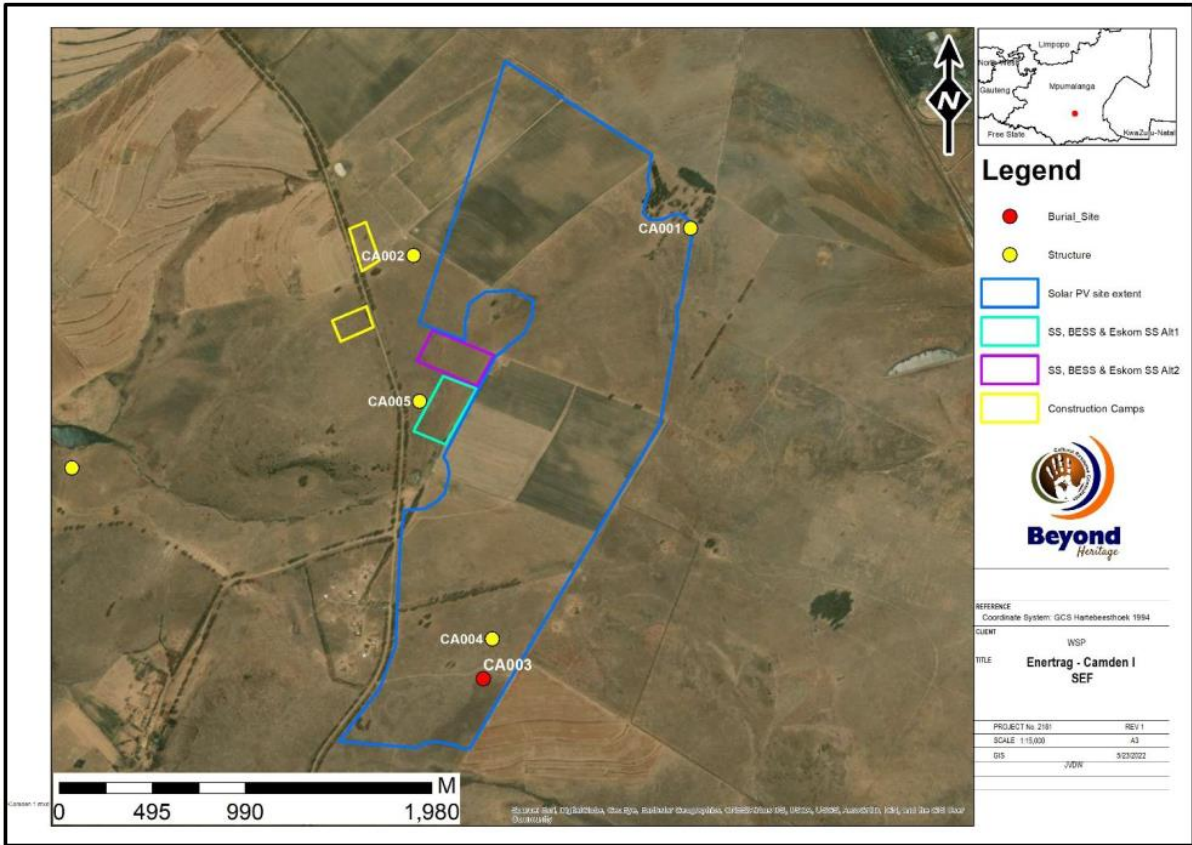 Limpopo
Mpumalanga
Gauteng
Free State
KwaZulu-Natal
N
Legend
Burial_Site
Structure
Solar PV site extent
SS, BESS & Eskom SS Alt1
SS, BESS & Eskom SS Alt2
Construction Camps
CA001
CA002
CA005
CA004
CA003
Beyond
Heritage
REFERENCE
Coordinate System: GCS Hartebeesthoek 1994
CLIENT
WSP
TITLE
Enertrag - Camden I
SEF
PROJECT No 2161 REV 1
SCALE 1:15,000 A3
GIS 5/23/2022
JVDW
M
0 495 990 1,980